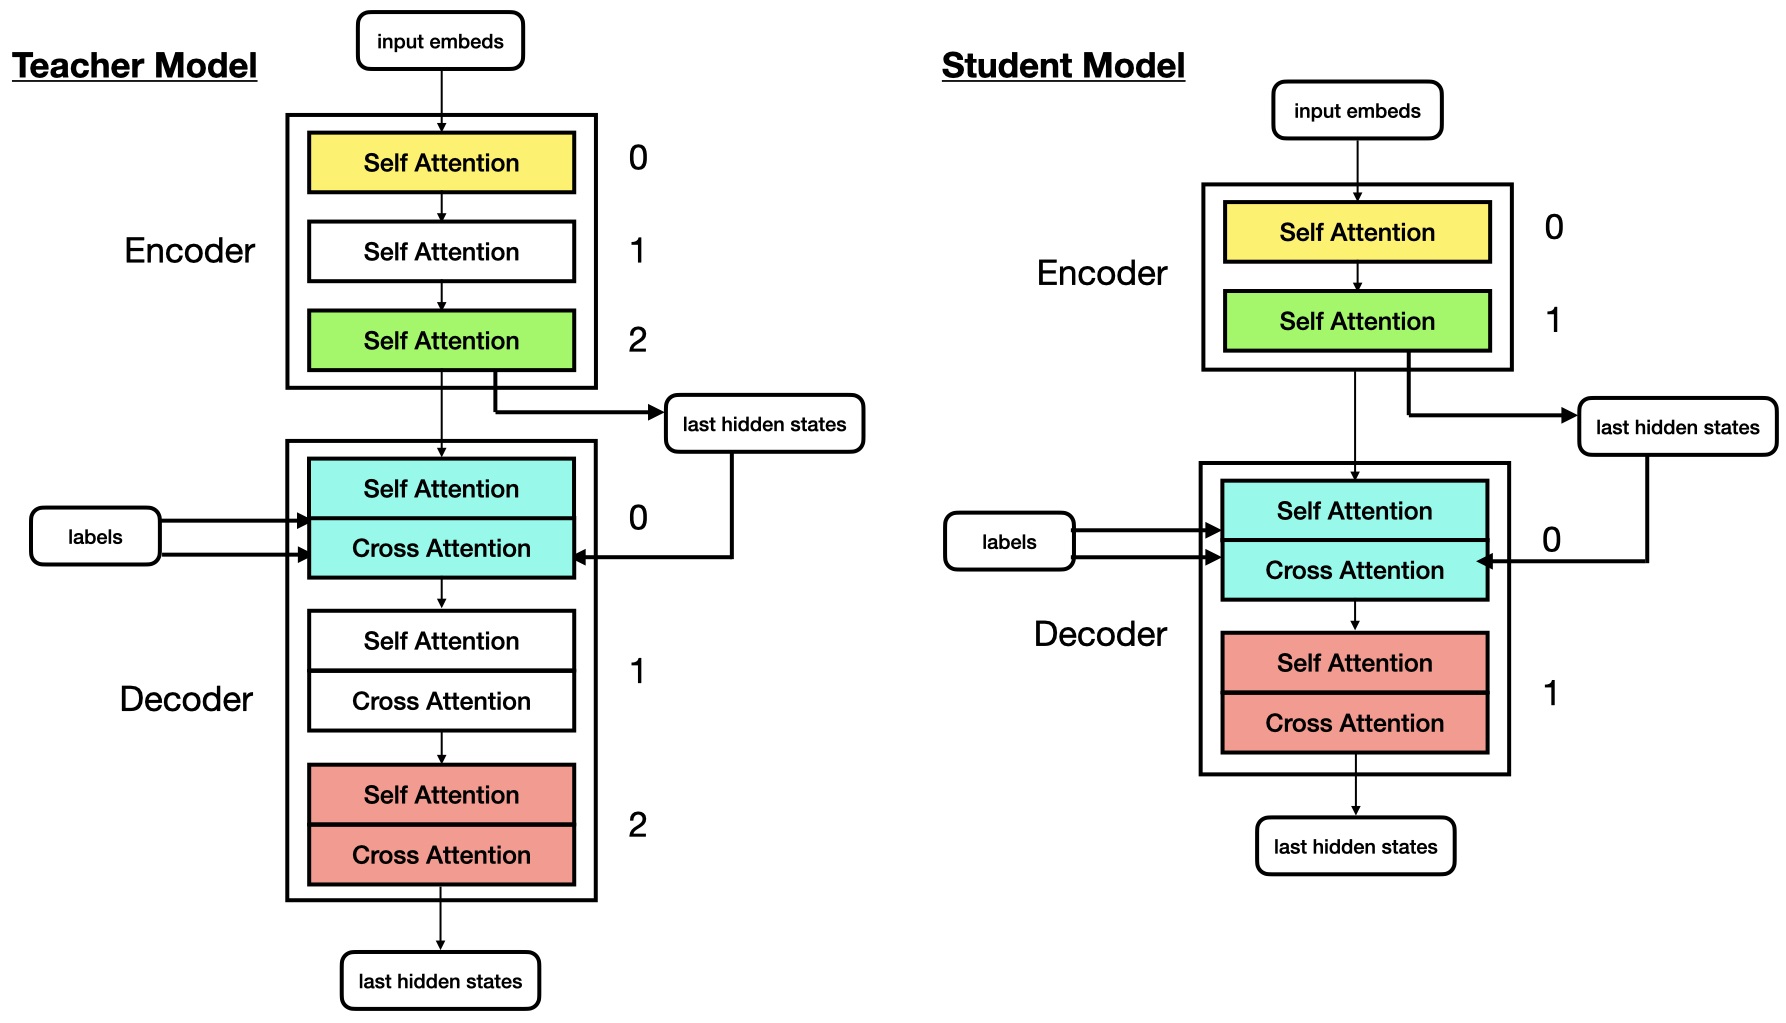 Teacher Model
input embeds
Self Attention
0
Self Attention
1
Self Attention
2
Encoder
last hidden states
Self Attention
Cross Attention
0
labels
Self Attention
Cross Attention
1
Decoder
Self Attention
Cross Attention
2
last hidden states
Student Model
input embeds
Self Attention
0
Self Attention
1
Encoder
last hidden states
Self Attention
Cross Attention
0
labels
Decoder
Self Attention
Cross Attention
1
last hidden states